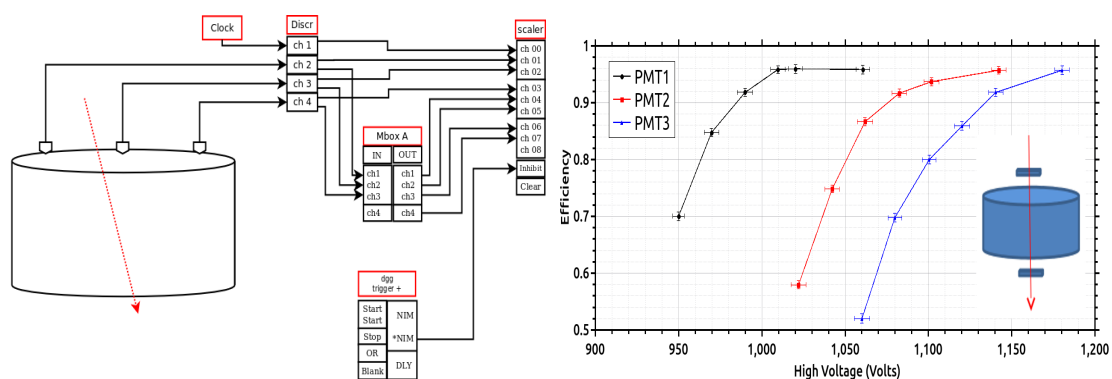 Clock
Discr
ch 1
ch 2
ch 3
ch 4
scaler
ch 00
ch 01
ch 02
ch 03
ch 04
ch 05
ch 06
ch 07
ch 08
Inhibit
Clear
Mbox A
IN OUT
ch1 ch1
ch2 ch2
ch3 ch3
ch4 ch4
dgg
trigger +
Start
Start
Stop
OR
Blank
NIM
*NIM
DLY
Efficiency
1
0.9
0.8
0.7
0.6
0.5
PMT1
PMT2
PMT3
900 950 1,000 1,050 1,100 1,150 1,200
High Voltage (Volts)